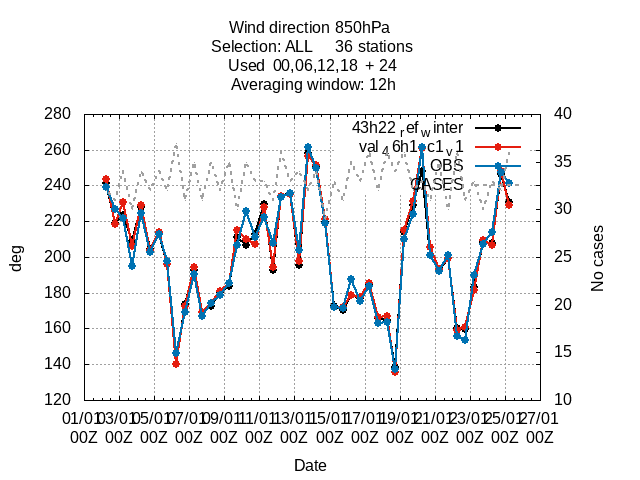 Wind direction 850hPa
Selection: ALL 36 stations
Used 00,06,12,18 + 24
Averaging window: 12h
280
260
240
220
200
180
160
140
120
deg
40
35
30
25
20
15
10
No cases
43h22ref winter
val46h1 c1v1
OBS
CASES
01/01 03/01 05/01 07/01 09/01 11/01 13/01 15/01 17/01 19/01 21/01 23/01 25/01 27/01
00Z 00Z 00Z 00Z 00Z 00Z 00Z 00Z 00Z 00Z 00Z 00Z 00Z 00Z
Date